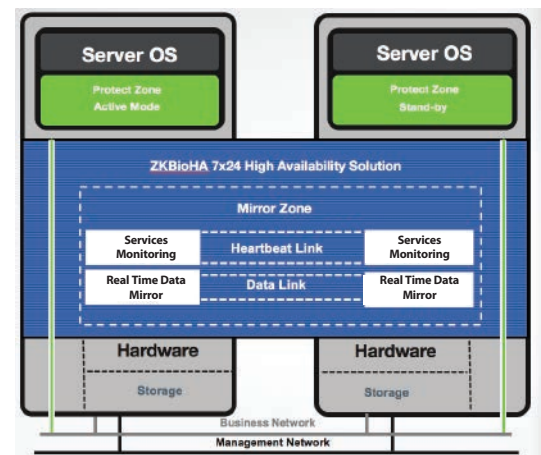 Server OS
Server OS
Protect Zone
Active Mode
Protect Zone
Stand-by
ZKBioHA 7x24 High Availability Solution
Mirror Zone
Services
Monitoring
Heartbeat Link
Services
Monitoring
Real Time Data
Mirror
Data Link
Real Time Data
Mirror
Hardware
Hardware
Storage
Storage
Business Network
Management Network